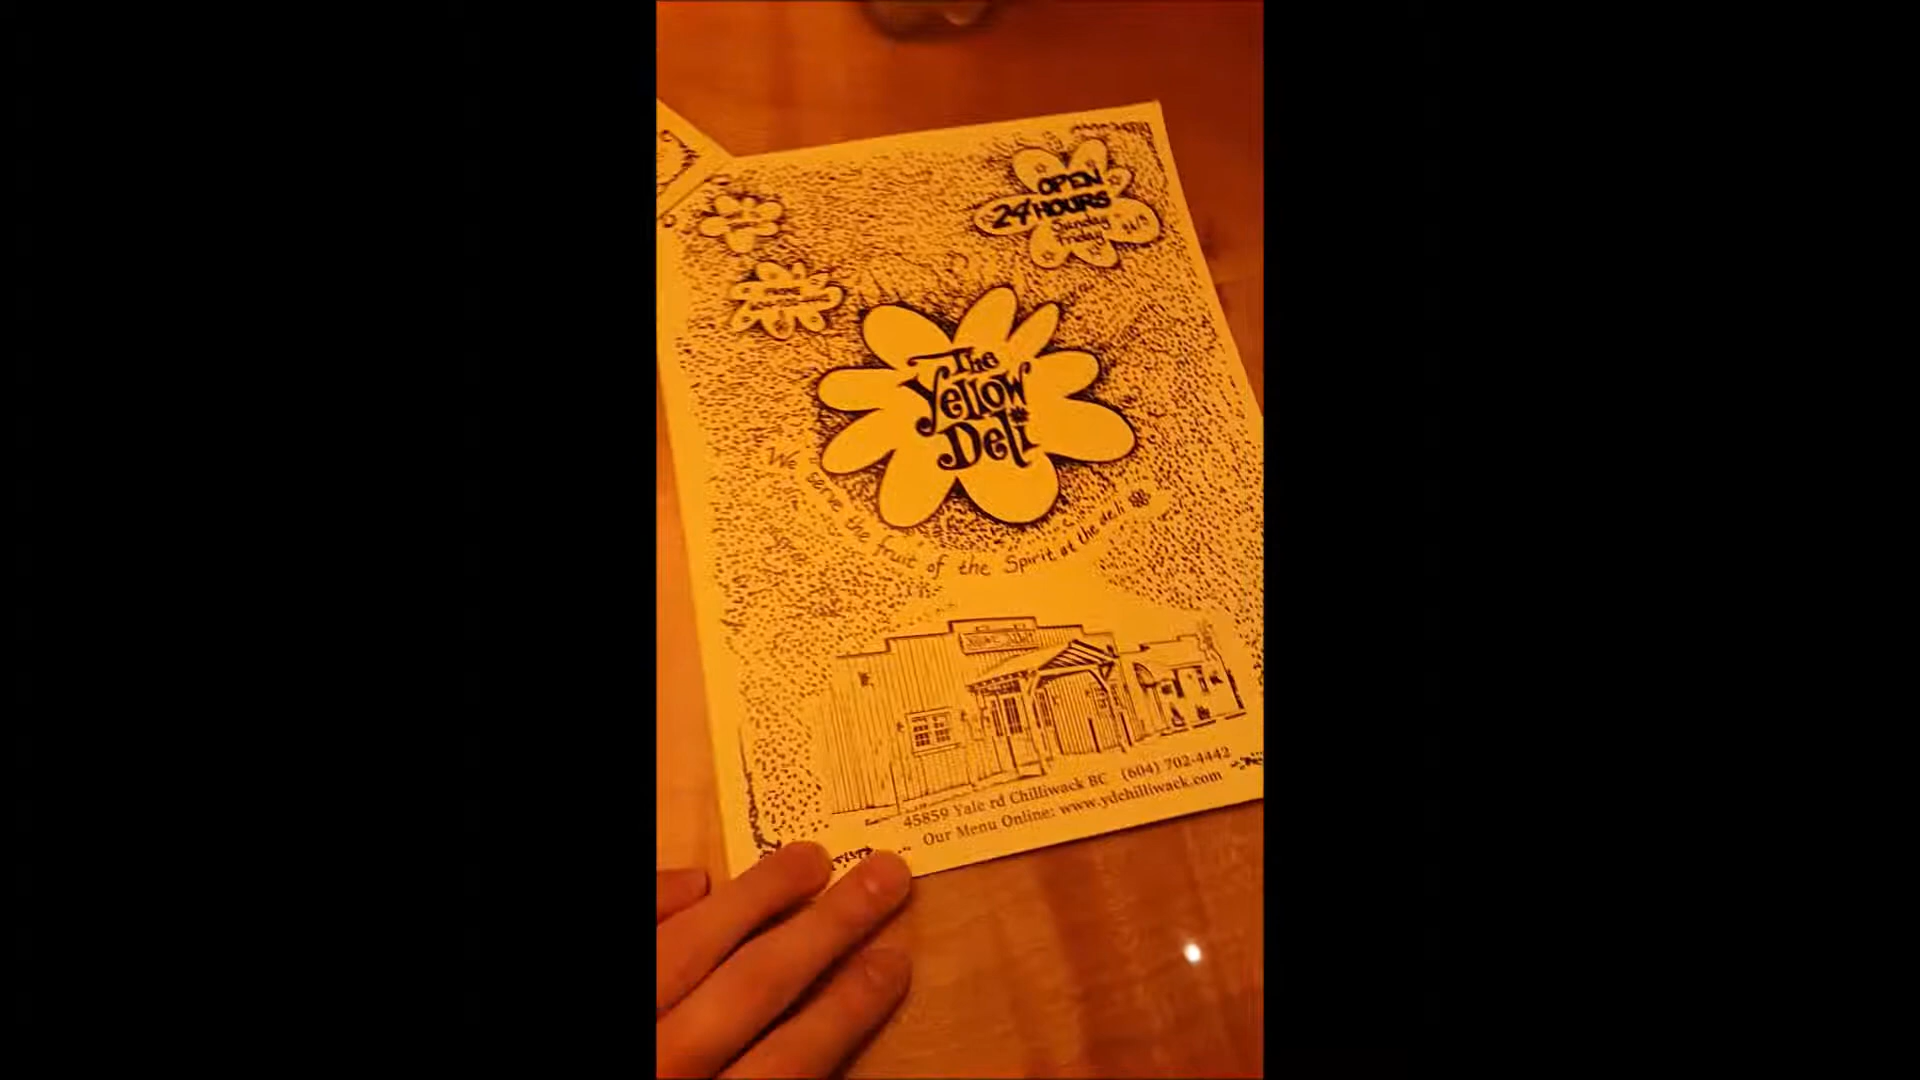 OPEN
24 HOURS
Sunday
Friday
The
Yellow
Deli
We serve the fruit of the Spirit at the deli
45859 Yale rd Chilliwack BC (604) 702-4442
Our Menu Online: www.ydchilliwack.com